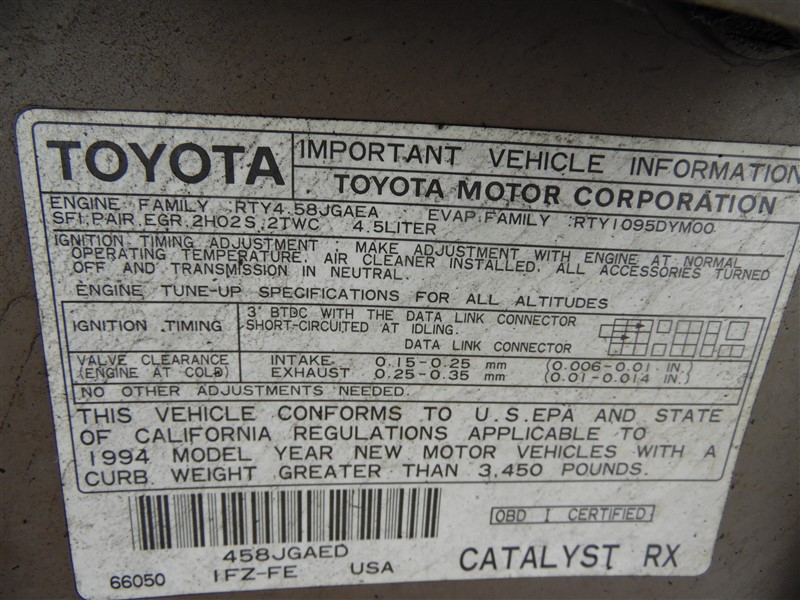 TOYOTA
IMPORTANT VEHICLE INFORMATION
TOYOTA MOTOR CORPORATION
ENGINE FAMILY RTY4.58JGAEA EVAP.FAMILY RTY1095DYM00
SFI,PAIR,EGR,2HO2S,2TWC 4.5LITER
IGNITION TIMING ADJUSTMENT : MAKE ADJUSTMENT WITH ENGINE AT NORMAL
OPERATING TEMPERATURE, AIR CLEANER INSTALLED, ALL ACCESSORIES TURNED
OFF AND TRANSMISSION IN NEUTRAL.
ENGINE TUNE-UP SPECIFICATIONS FOR ALL ALTITUDES
IGNITION TIMING
3° BTDC WITH THE DATA LINK CONNECTOR
SHORT-CIRCUITED AT IDLING.
DATA LINK CONNECTOR
VALVE CLEARANCE INTAKE 0.15-0.25 mm (0.006-0.01 IN.)
(ENGINE AT COLD) EXHAUST 0.25-0.35 mm (0.01-0.014 IN.)
NO OTHER ADJUSTMENTS NEEDED.
THIS VEHICLE CONFORMS TO U.S.EPA AND STATE
OF CALIFORNIA REGULATIONS APPLICABLE TO
1994 MODEL YEAR NEW MOTOR VEHICLES WITH A
CURB WEIGHT GREATER THAN 3,450 POUNDS.
OBD I CERTIFIED
458JGAED
66050 1FZ-FE USA
CATALYST RX